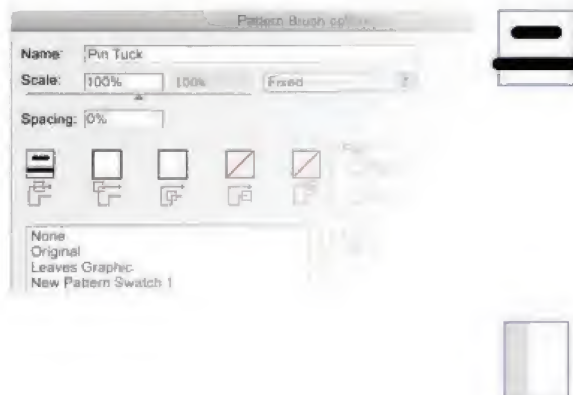 Pattern Brush Options
Name: Pin Tuck
Scale: 100% 100% Fixed
Spacing: 0%
None
Original
Leaves Graphic
New Pattern Swatch 1